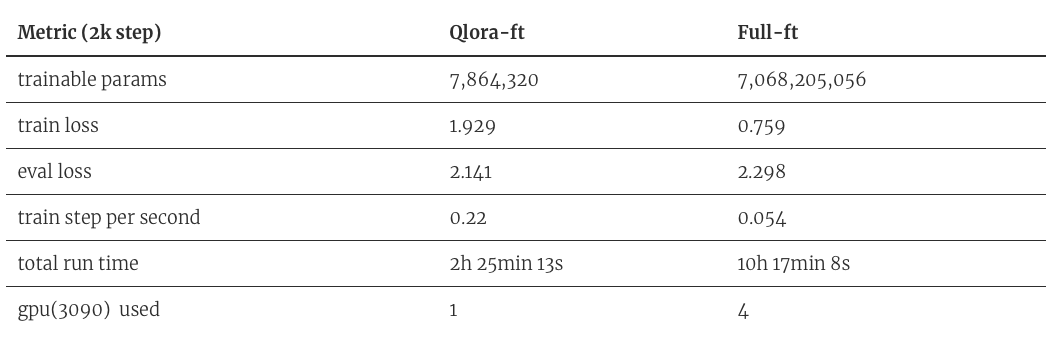 Metric (2k step) Qlora-ft Full-ft
trainable params 7,864,320 7,068,205,056
train loss 1.929 0.759
eval loss 2.141 2.298
train step per second 0.22 0.054
total run time 2h 25min 13s 10h 17min 8s
gpu(3090) used 1 4